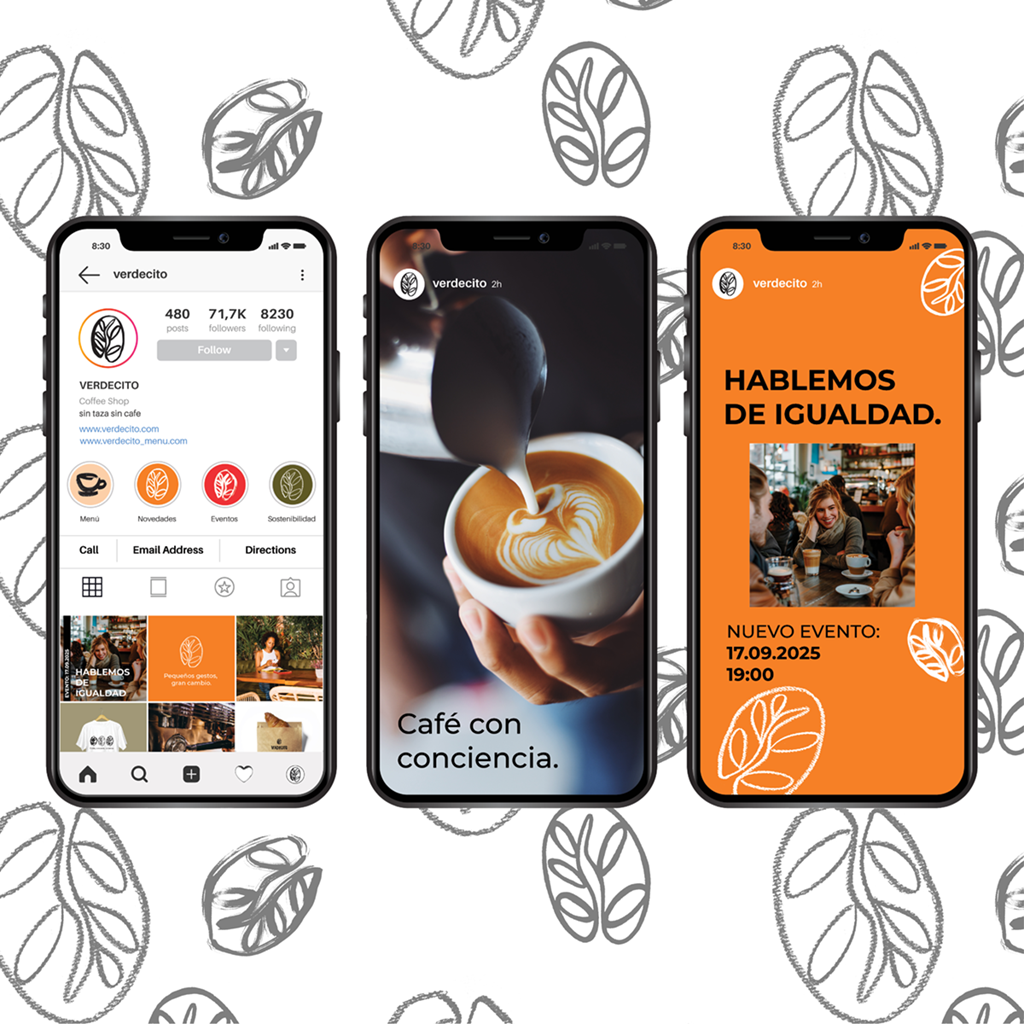 8:30
verdecito
480 71,7K 8230
posts followers following
Follow
VERDECITO
Coffee Shop
sin taza sin cafe
www.verdecito.com
www.verdecito_menu.com
Menú Novedades Eventos Sostenibilidad
Call Email Address Directions
EVENTO: 17.09.2025
HABLEMOS
DE
IGUALDAD
Pequeños gestos,
gran cambio.
8:30
verdecito 2h
Café con
conciencia.
8:30
verdecito 2h
HABLEMOS
DE IGUALDAD.
NUEVO EVENTO:
17.09.2025
19:00